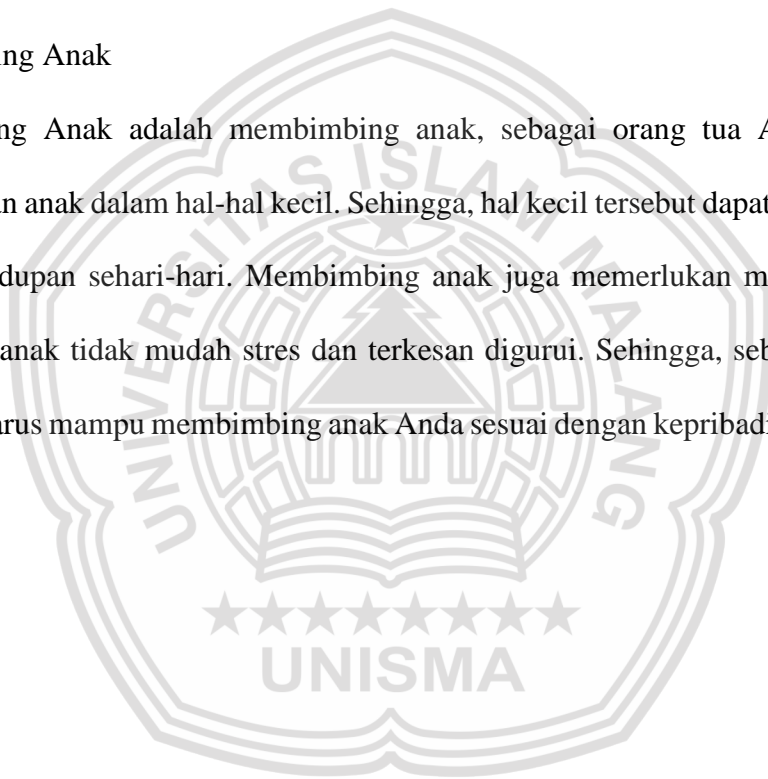 ing Anak
ng Anak adalah membimbing anak, sebagai orang tua A
an anak dalam hal-hal kecil. Sehingga, hal kecil tersebut dapat
dupan sehari-hari. Membimbing anak juga memerlukan m
anak tidak mudah stres dan terkesan digurui. Sehingga, seb
arus mampu membimbing anak Anda sesuai dengan kepribadi
UNIVERSITAS ISLAM MALANG
UNISMA